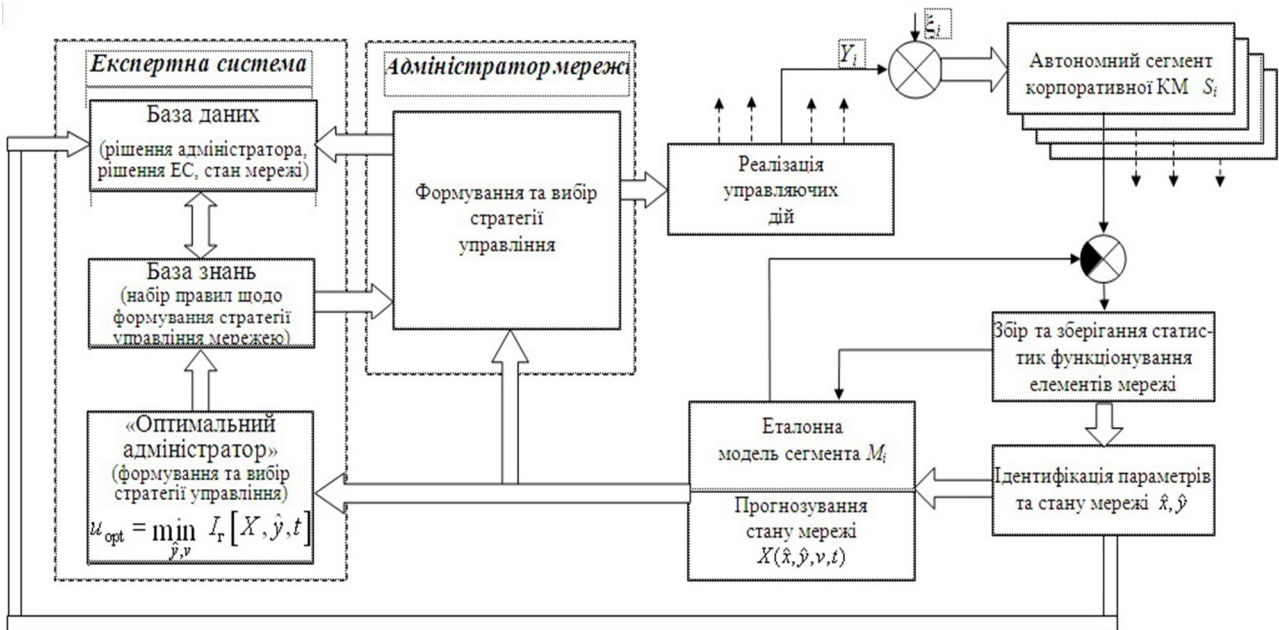 Експертна система
База даних
(рішення адміністратора,
рішення ЕС, стан мережі)
База знань
(набір правил щодо
формування стратегії
управління мережею)
«Оптимальний
адміністратор»
(формування та вибір
стратегії управління)
u_opt = min_{ŷ,ν} I_r [X, ŷ, t]
Адміністратор мережі
Формування та вибір
стратегії
управління
Реалізація
управляючих
дій
Y_i
ξ_i
Автономний сегмент
корпоративної КМ S_i
Збір та зберігання статис-
тик функціонування
елементів мережі
Еталонна
модель сегмента M_i
Прогнозування
стану мережі
X(x̂,ŷ,ν,t)
Ідентифікація параметрів
та стану мережі x̂, ŷ